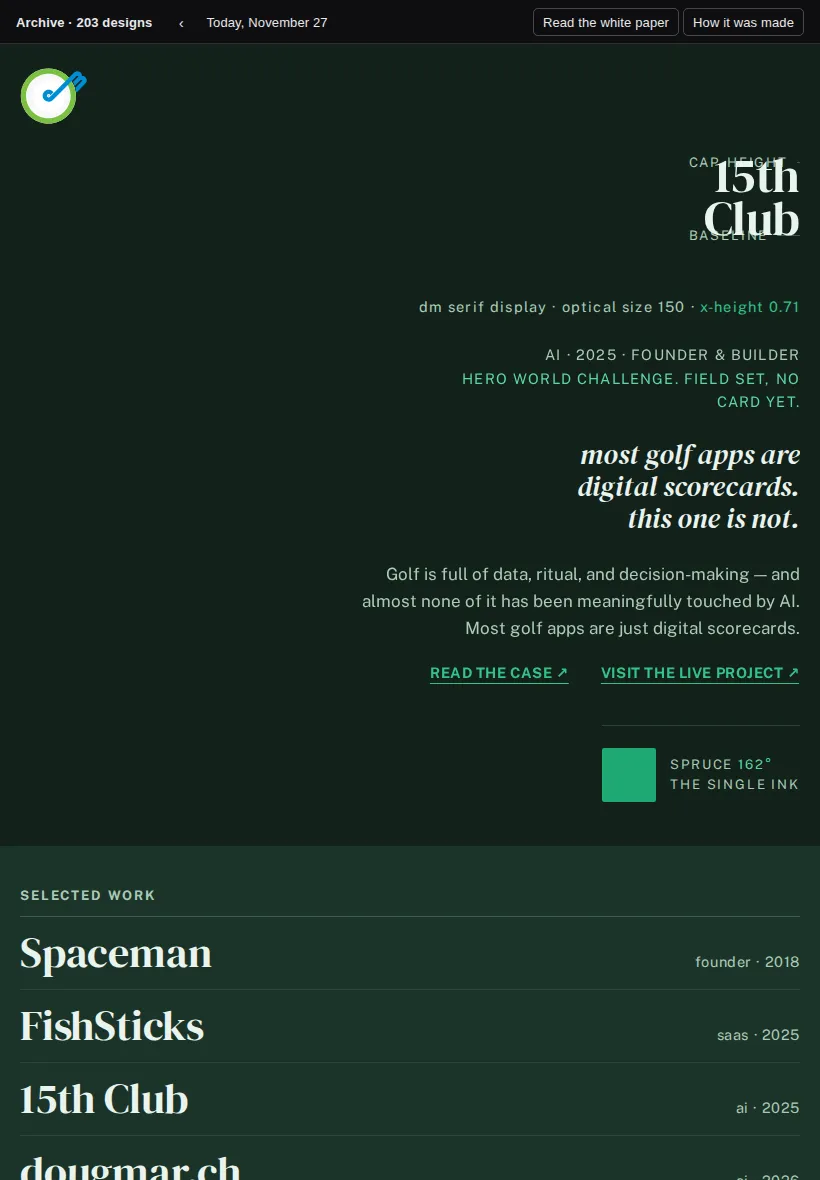 Archive · 203 designs
‹
Today, November 27
Read the white paper
How it was made
CAP HEIGHT
15th
Club
BASELINE
dm serif display · optical size 150 · x-height 0.71
AI · 2025 · FOUNDER & BUILDER
HERO WORLD CHALLENGE. FIELD SET, NO
CARD YET.
most golf apps are
digital scorecards.
this one is not.
Golf is full of data, ritual, and decision-making — and
almost none of it has been meaningfully touched by AI.
Most golf apps are just digital scorecards.
READ THE CASE ↗
VISIT THE LIVE PROJECT ↗
SPRUCE 162°
THE SINGLE INK
SELECTED WORK
Spaceman
founder · 2018
FishSticks
saas · 2025
15th Club
ai · 2025
dougmar.ch
ai · 2026